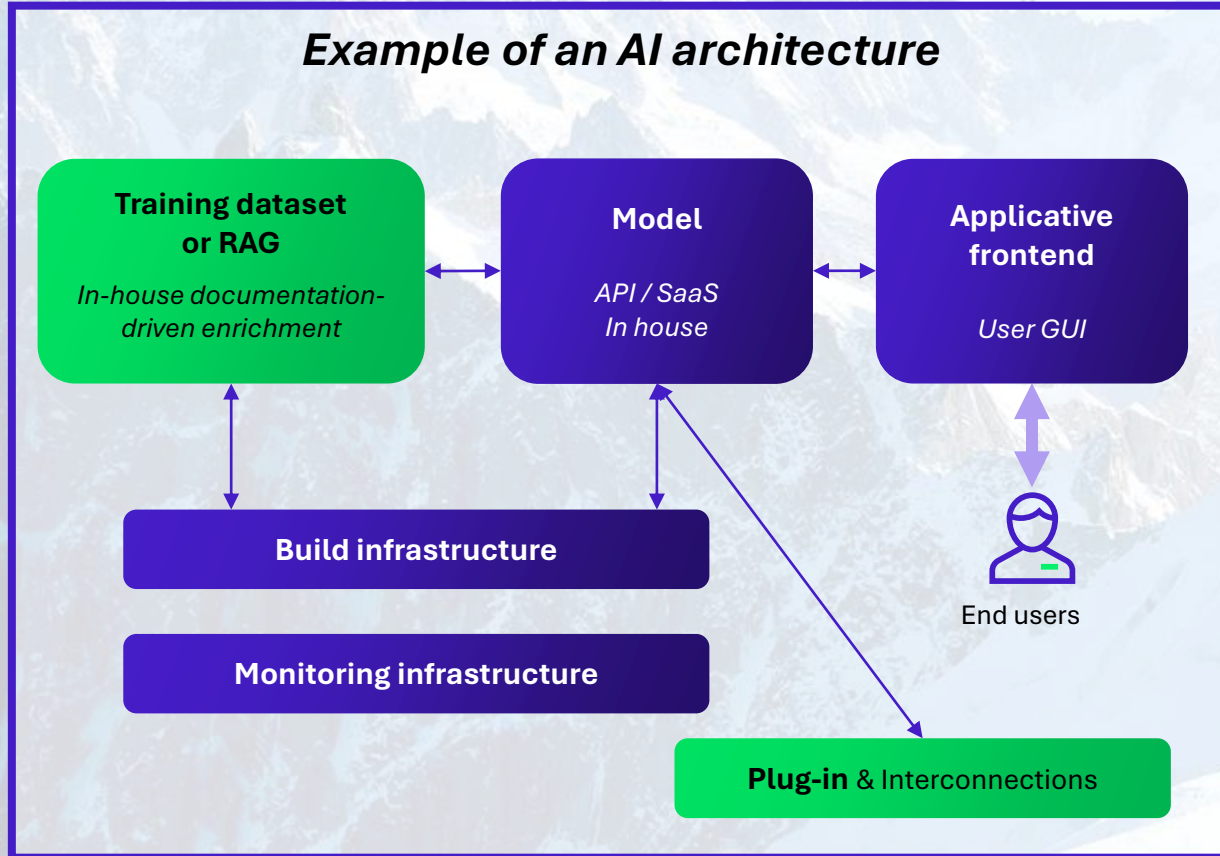 Example of an AI architecture
Training dataset
or RAG
In-house documentation-
driven enrichment
Model
API / SaaS
In house
Applicative
frontend
User GUI
Build infrastructure
End users
Monitoring infrastructure
Plug-in & Interconnections